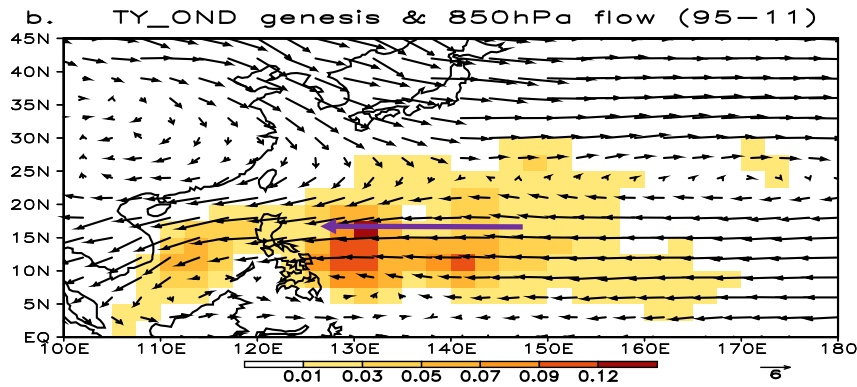 b. TY_OND genesis & 850hPa flow (95-11)
45N
40N
35N
30N
25N
20N
15N
10N
5N
EQ
100E 110E 120E 130E 140E 150E 160E 170E 180
0.01 0.03 0.05 0.07 0.09 0.12
6